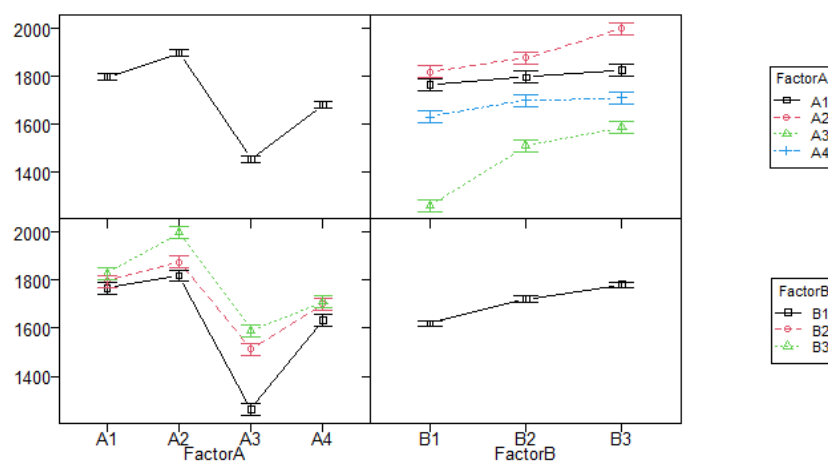 2000
1800
1600
1400
FactorA
A1
A2
A3
A4
2000
1800
1600
1400
FactorB
B1
B2
B3
A1 A2 A3 A4
FactorA
B1 B2 B3
FactorB